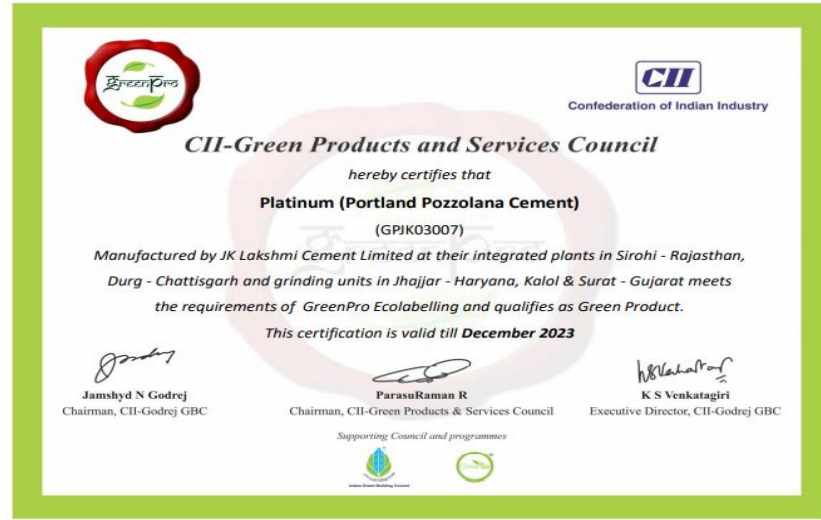 GreenPro
CII
Confederation of Indian Industry
CII-Green Products and Services Council
hereby certifies that
Platinum (Portland Pozzolana Cement)
(GPJK03007)
Manufactured by JK Lakshmi Cement Limited at their integrated plants in Sirohi - Rajasthan,
Durg - Chattisgarh and grinding units in Jhajjar - Haryana, Kalol & Surat - Gujarat meets
the requirements of GreenPro Ecolabelling and qualifies as Green Product.
This certification is valid till December 2023
Jamshyd N Godrej
Chairman, CII-Godrej GBC
ParasuRaman R
Chairman, CII-Green Products & Services Council
K S Venkatagiri
Executive Director, CII-Godrej GBC
Supporting Council and programmes
Indian Green Building Council